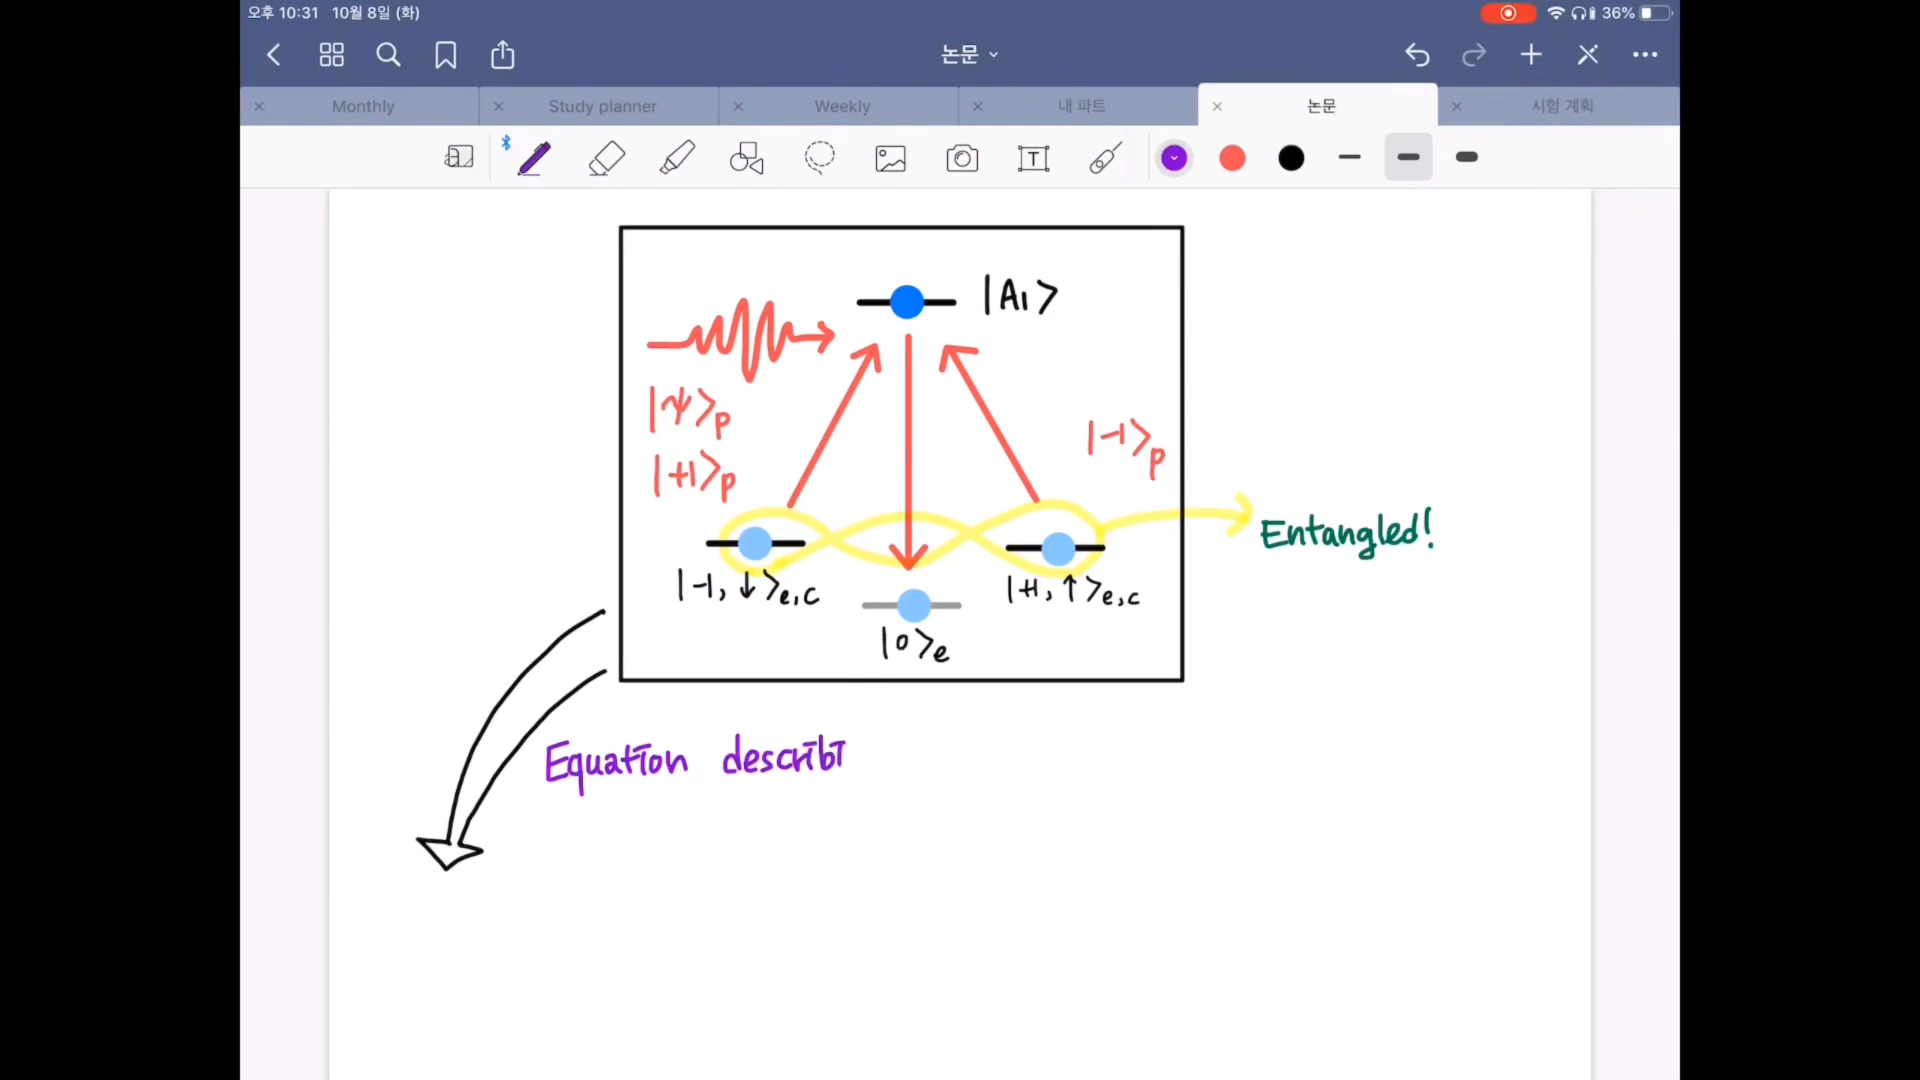 오후 10:31 10월 8일 (화)
36%
논문
Monthly
Study planner
Weekly
내 파트
논문
시험 계획
|A1>
|ψ>p
|+1>p
|-1>p
Entangled!
|-1, ↓>e,c
|+1, ↑>e,c
|0>e
Equation describi